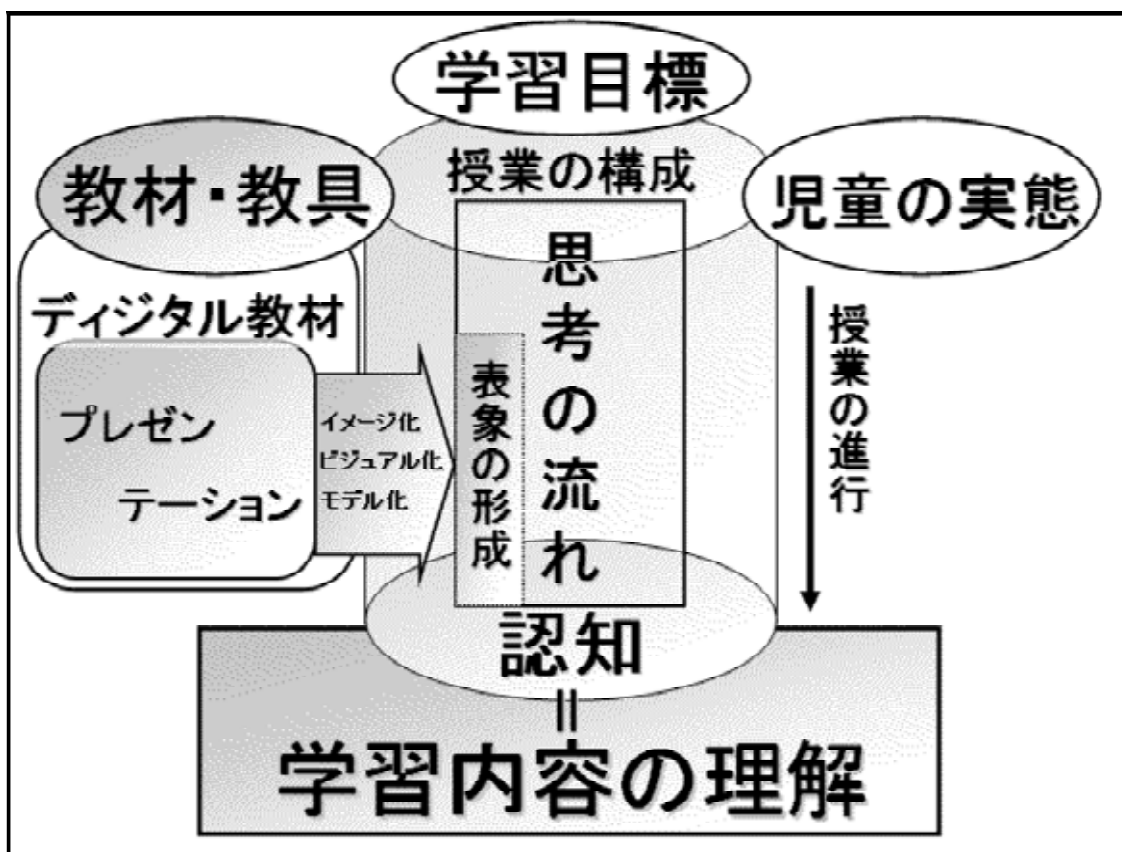 学習目標
教材・教具
授業の構成
児童の実態
ディジタル教材
プレゼン
テーション
イメージ化
ビジュアル化
モデル化
表象の形成
思考の流れ
授業の進行
認知
=
学習内容の理解